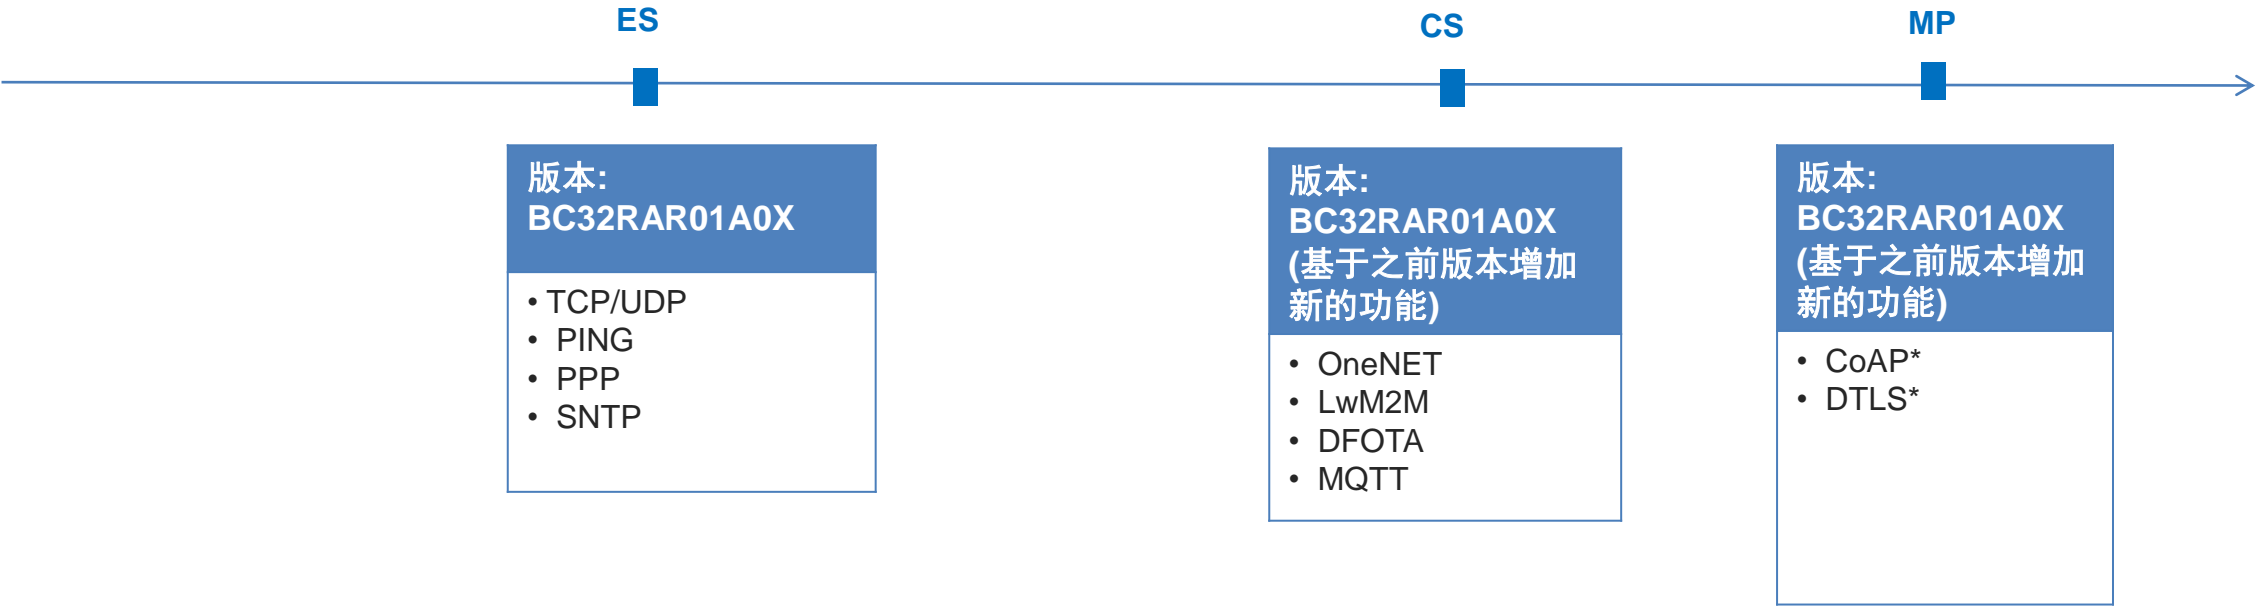 ES
CS
MP
版本:
BC32RAR01A0X
• TCP/UDP
• PING
• PPP
• SNTP
版本:
BC32RAR01A0X
(基于之前版本增加
新的功能)
• OneNET
• LwM2M
• DFOTA
• MQTT
版本:
BC32RAR01A0X
(基于之前版本增加
新的功能)
• CoAP*
• DTLS*